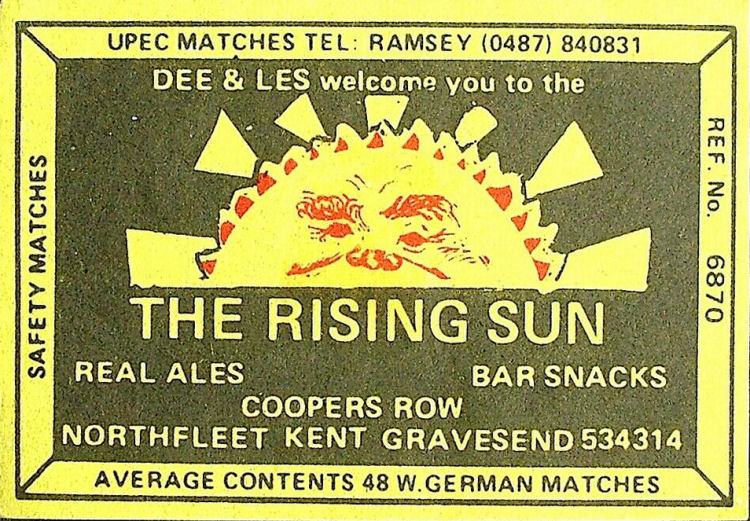 UPEC MATCHES TEL: RAMSEY (0487) 840831
DEE & LES welcome you to the
SAFETY MATCHES
REF. No. 6870
THE RISING SUN
REAL ALES BAR SNACKS
COOPERS ROW
NORTHFLEET KENT GRAVESEND 534314
AVERAGE CONTENTS 48 W. GERMAN MATCHES